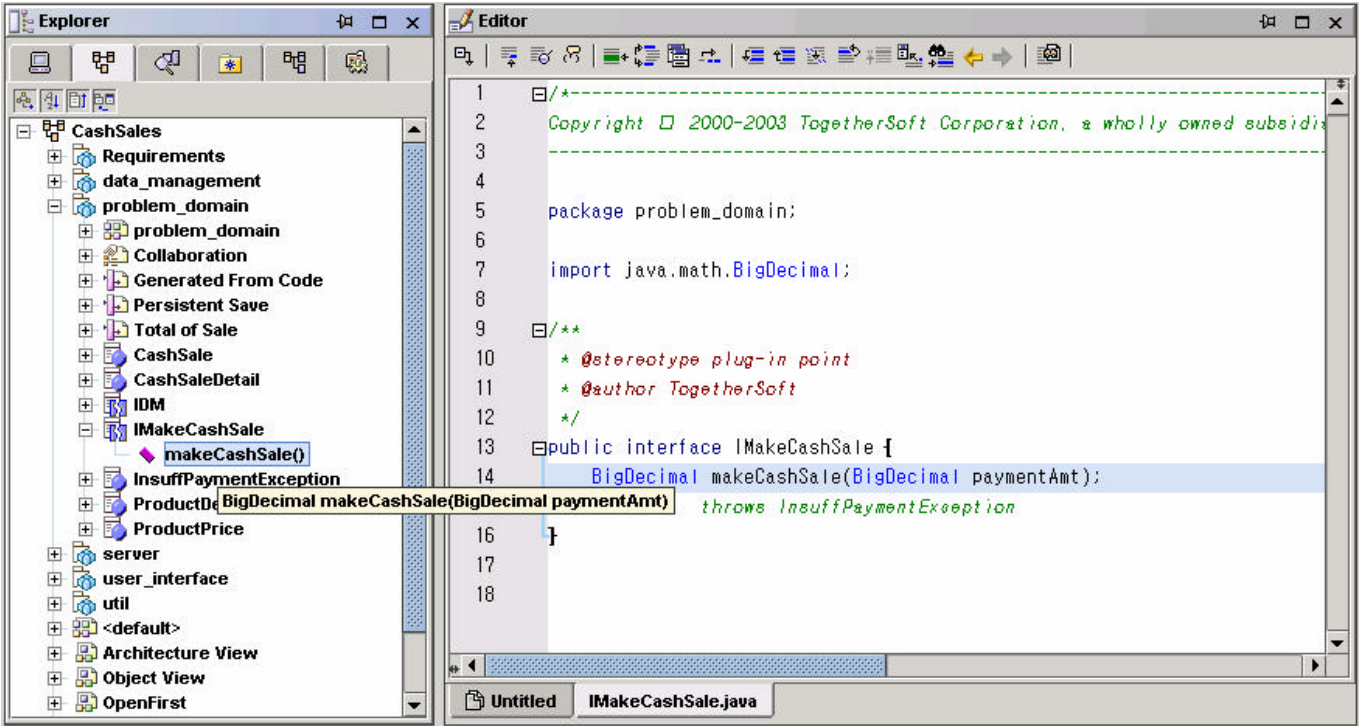 Explorer
CashSales
Requirements
data_management
problem_domain
problem_domain
Collaboration
Generated From Code
Persistent Save
Total of Sale
CashSale
CashSaleDetail
IDM
IMakeCashSale
makeCashSale()
InsuffPaymentException
BigDecimal makeCashSale(BigDecimal paymentAmt)
ProductPrice
server
user_interface
util
<default>
Architecture View
Object View
OpenFirst
Editor
1 /*------------------------------------------------------------
2 Copyright □ 2000-2003 TogetherSoft Corporation, a wholly owned
3 ------------------------------------------------------------
4
5 package problem_domain;
6
7 import java.math.BigDecimal;
8
9 /**
10 * @stereotype plug-in point
11 * @author TogetherSoft
12 */
13 public interface IMakeCashSale {
14 BigDecimal makeCashSale(BigDecimal paymentAmt);
throws InsuffPaymentException
16 }
17
18
Untitled
IMakeCashSale.java